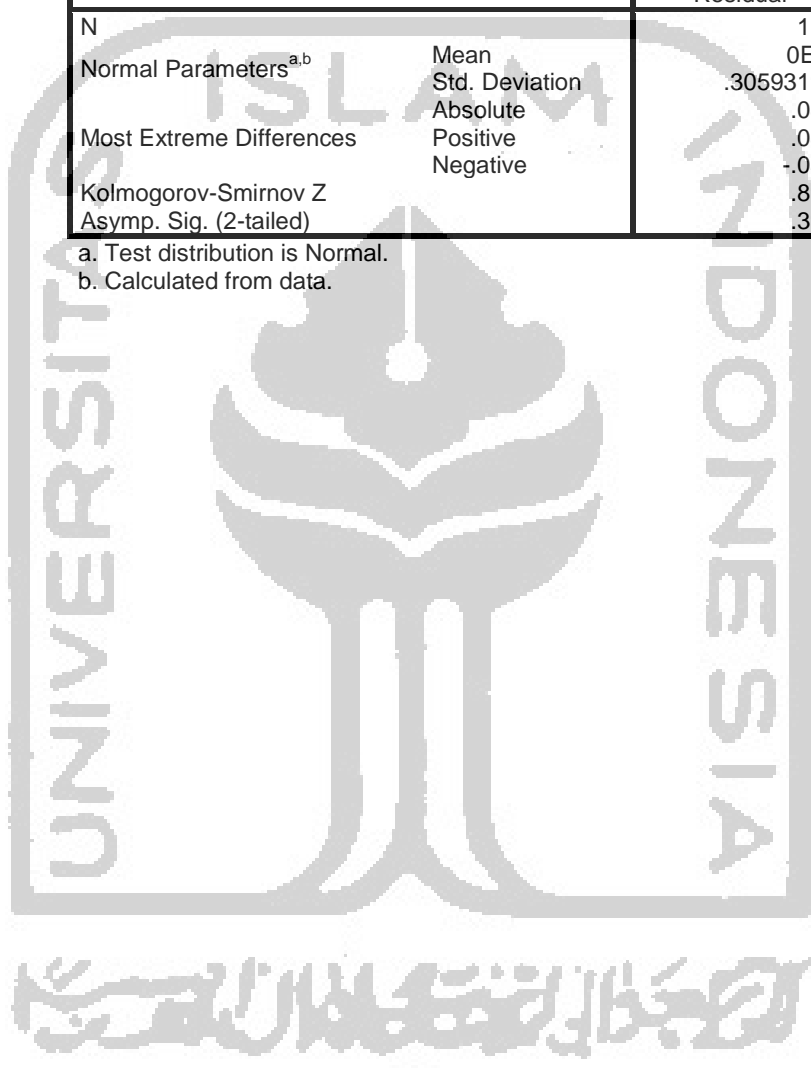 Residual
N 1
Normal Parameters^a,b Mean 0E
Std. Deviation .305931
Absolute .0
Most Extreme Differences Positive .0
Negative -.0
Kolmogorov-Smirnov Z .8
Asymp. Sig. (2-tailed) .3
a. Test distribution is Normal.
b. Calculated from data.
UNIVERSITAS
ISLAM
INDONESIA